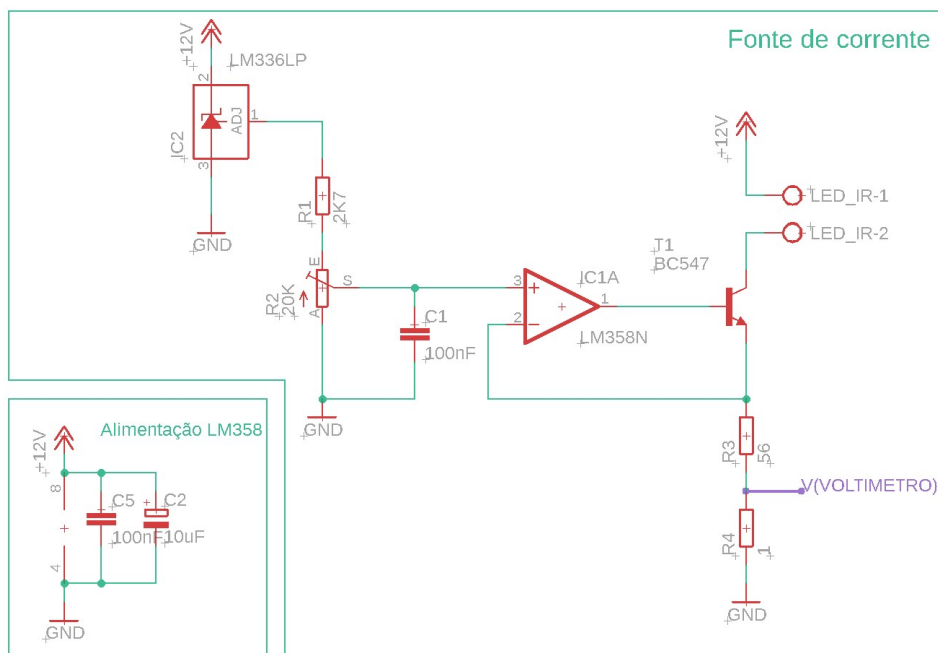 Fonte de corrente
+12V
LM336LP
2
ADJ
1
IC2
3
GND
R1
2K7
E
S
R2
20K
A
C1
100nF
GND
3
2
1
IC1A
LM358N
+12V
LED_IR-1
LED_IR-2
T1
BC547
R3
56
V(VOLTIMETRO)
R4
1
GND
Alimentação LM358
+12V
8
4
C5
100nF
C2
10uF
GND